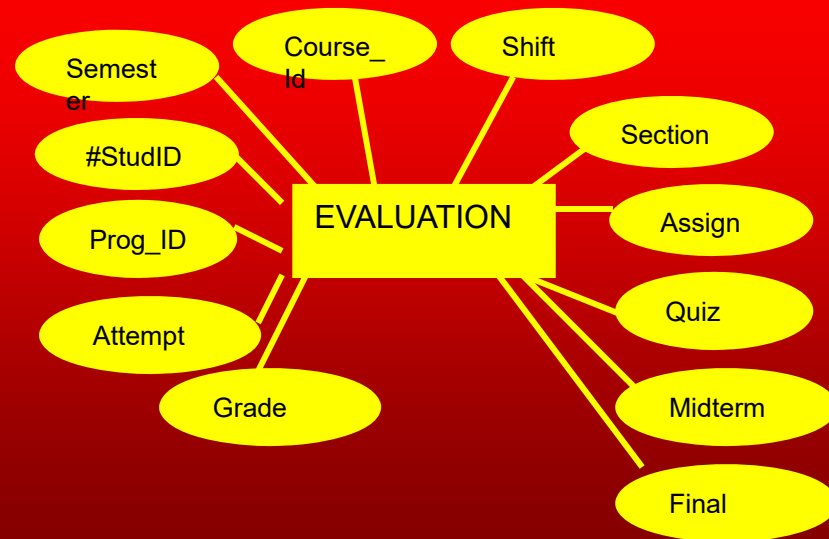 Semest
er
Course_
Id
Shift
#StudID
Section
EVALUATION
Prog_ID
Assign
Attempt
Quiz
Grade
Midterm
Final